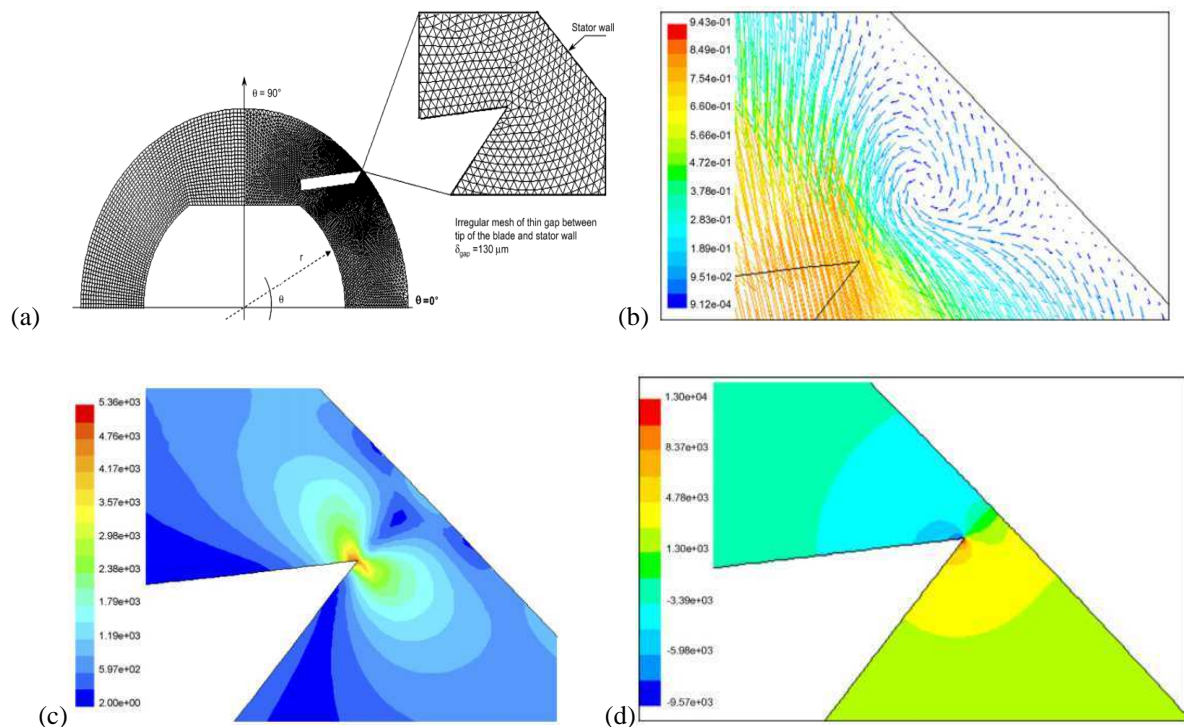 (a)
θ = 90°
r
θ
θ=0°
Stator wall
Irregular mesh of thin gap between
tip of the blade and stator wall
δgap =130 μm
(b)
9.43e-01
8.49e-01
7.54e-01
6.60e-01
5.66e-01
4.72e-01
3.78e-01
2.83e-01
1.89e-01
9.51e-02
9.12e-04
(c)
5.36e+03
4.76e+03
4.17e+03
3.57e+03
2.98e+03
2.38e+03
1.79e+03
1.19e+03
5.97e+02
2.00e+00
(d)
1.30e+04
8.37e+03
4.78e+03
1.30e+03
-3.39e+03
-5.98e+03
-9.57e+03